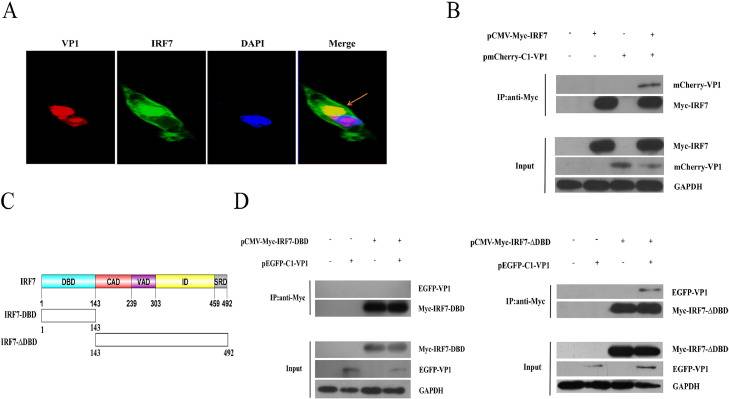 A
VP1 IRF7 DAPI Merge
B
pCMV-Myc-IRF7 - + - +
pmCherry-C1-VP1 - - + +
IP:anti-Myc
mCherry-VP1
Myc-IRF7
Input
Myc-IRF7
mCherry-VP1
GAPDH
C
IRF7 DBD CAD VAD ID SRD
1 143 239 303 459 492
IRF7-DBD
1 143
IRF7-ΔDBD
143 492
D
pCMV-Myc-IRF7-DBD - - + +
pEGFP-C1-VP1 - + - +
IP:anti-Myc
EGFP-VP1
Myc-IRF7-DBD
Input
Myc-IRF7-DBD
EGFP-VP1
GAPDH
pCMV-Myc-IRF7-ΔDBD - - + +
pEGFP-C1-VP1 - + - +
IP:anti-Myc
EGFP-VP1
Myc-IRF7-ΔDBD
Input
Myc-IRF7-ΔDBD
EGFP-VP1
GAPDH